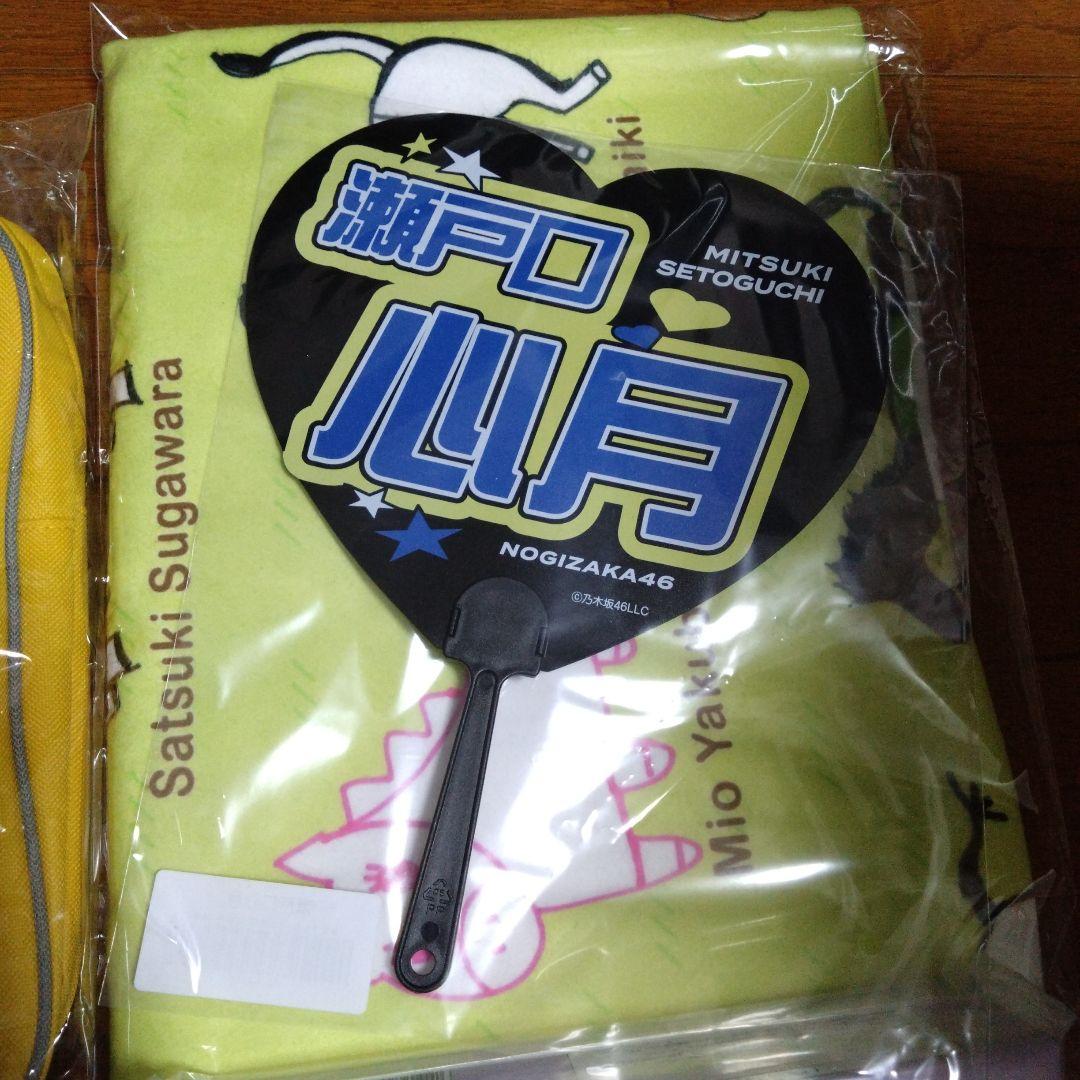 瀬戸口
心月
MITSUKI
SETOGUCHI
NOGIZAKA46
©乃木坂46LLC
Satsuki Sugawara
Mio Yaku